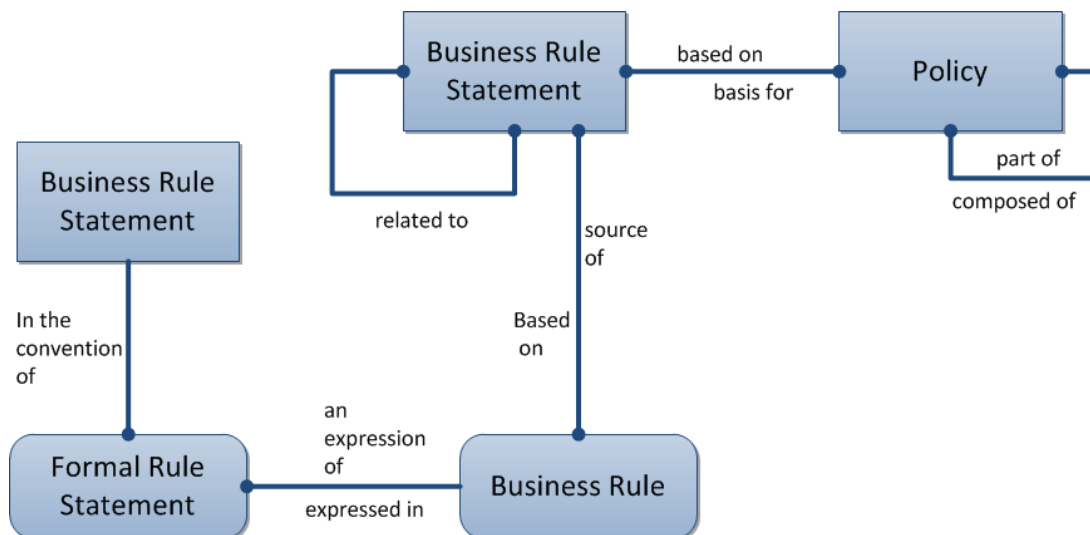 Business Rule
Statement
based on
basis for
Policy
part of
composed of
related to
source
of
Based
on
Business Rule
Statement
In the
convention
of
an
expression
of
expressed in
Formal Rule
Statement
Business Rule